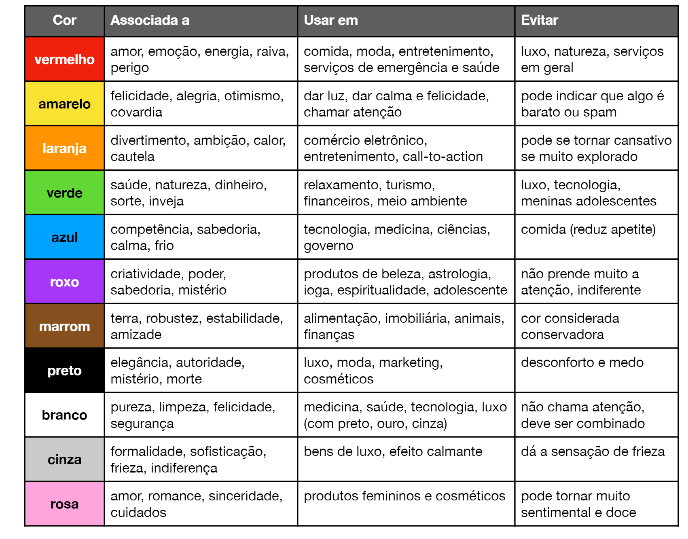 Cor Associada a Usar em Evitar
vermelho amor, emoção, energia, raiva, comida, moda, entretenimento, luxo, natureza, serviços
perigo serviços de emergência e saúde em geral
amarelo felicidade, alegria, otimismo, dar luz, dar calma e felicidade, pode indicar que algo é
covardia chamar atenção barato ou spam
laranja divertimento, ambição, calor, comércio eletrônico, pode se tornar cansativo
cautela entretenimento, call-to-action se muito explorado
verde saúde, natureza, dinheiro, relaxamento, turismo, luxo, tecnologia,
sorte, inveja financeiros, meio ambiente meninas adolescentes
azul competência, sabedoria, tecnologia, medicina, ciências, comida (reduz apetite)
calma, frio governo
roxo criatividade, poder, produtos de beleza, astrologia, não prende muito a
sabedoria, mistério ioga, espiritualidade, adolescente atenção, indiferente
marrom terra, robustez, estabilidade, alimentação, imobiliária, animais, cor considerada
amizade finanças conservadora
preto elegância, autoridade, luxo, moda, marketing, desconforto e medo
mistério, morte cosméticos
branco pureza, limpeza, felicidade, medicina, saúde, tecnologia, luxo não chama atenção,
segurança (com preto, ouro, cinza) deve ser combinado
cinza formalidade, sofisticação, bens de luxo, efeito calmante dá a sensação de frieza
frieza, indiferença
rosa amor, romance, sinceridade, produtos femininos e cosméticos pode tornar muito
cuidados sentimental e doce